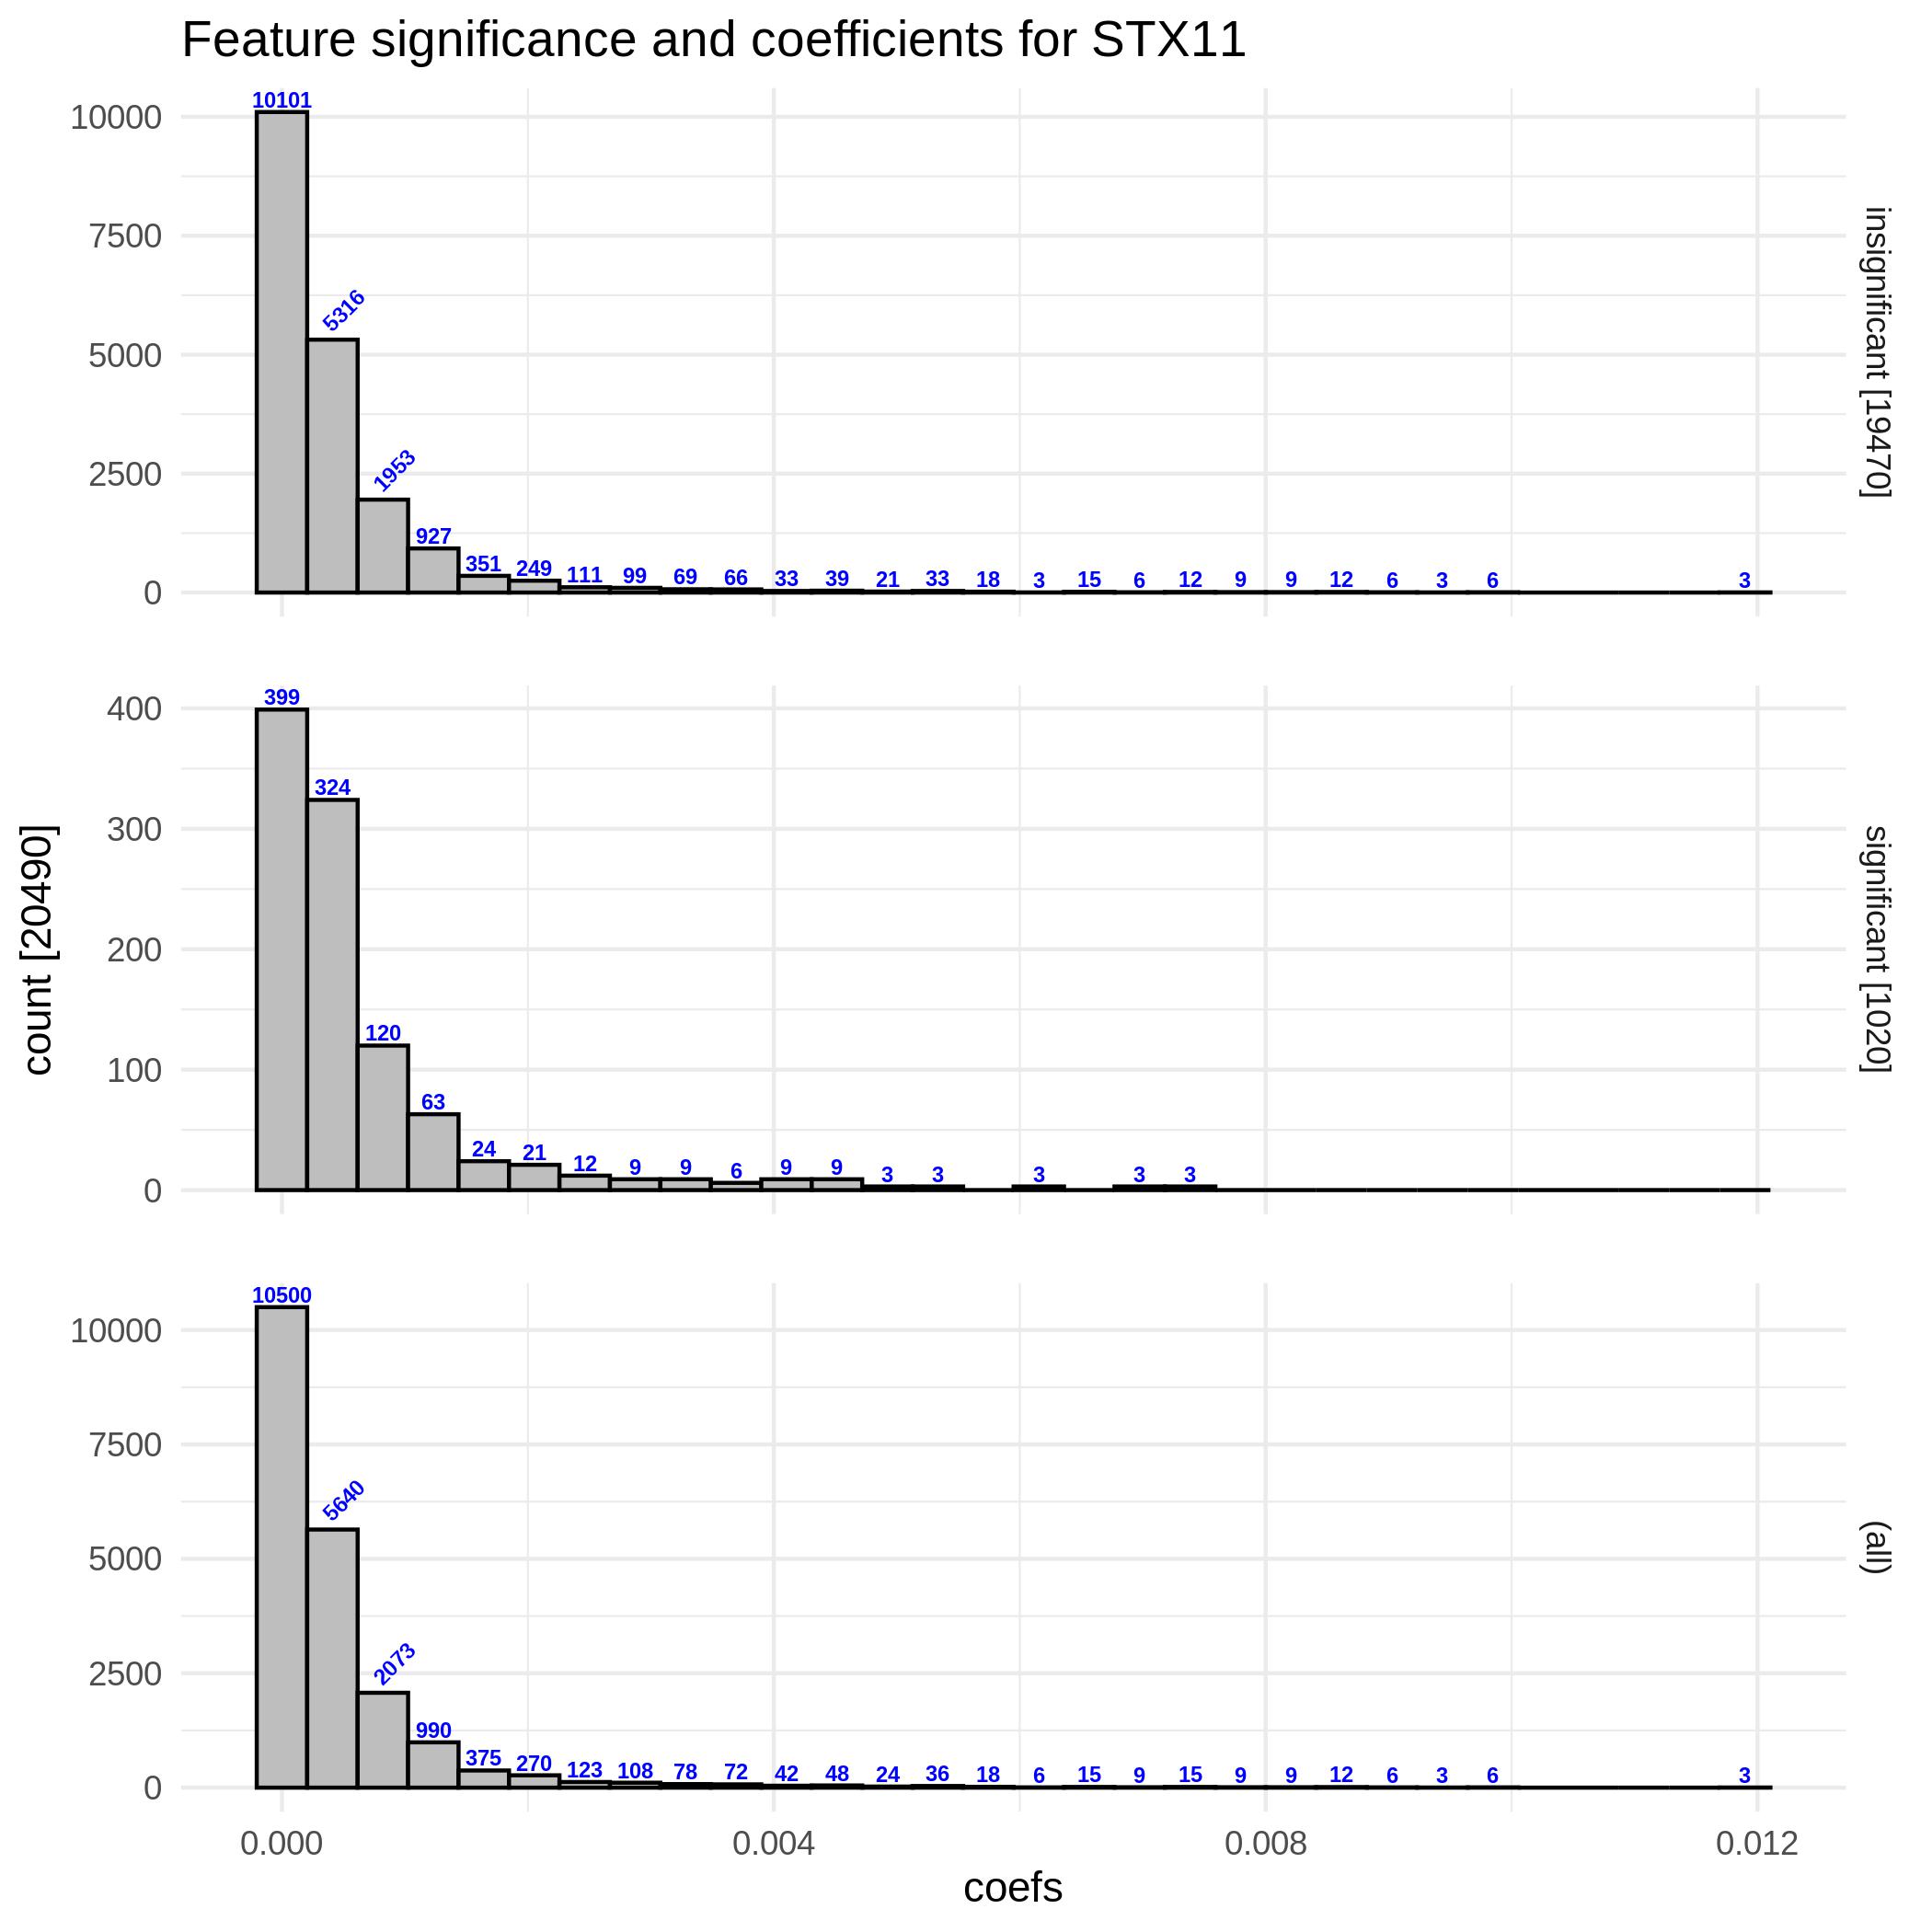 Feature significance and coefficients for STX11
count [20490]
10000
7500
5000
2500
0
10101
5316
1953
927
351 249 111 99 69 66 33 39 21 33 18 3 15 6 12 9 9 12 6 3 6 3
insignificant [19470]
400
300
200
100
0
399
324
120
63
24 21 12 9 9 6 9 9 3 3 3 3 3
significant [1020]
10000
7500
5000
2500
0
10500
5640
2073
990
375 270 123 108 78 72 42 48 24 36 18 6 15 9 15 9 9 12 6 3 6 3
(all)
0.000 0.004 0.008 0.012
coefs